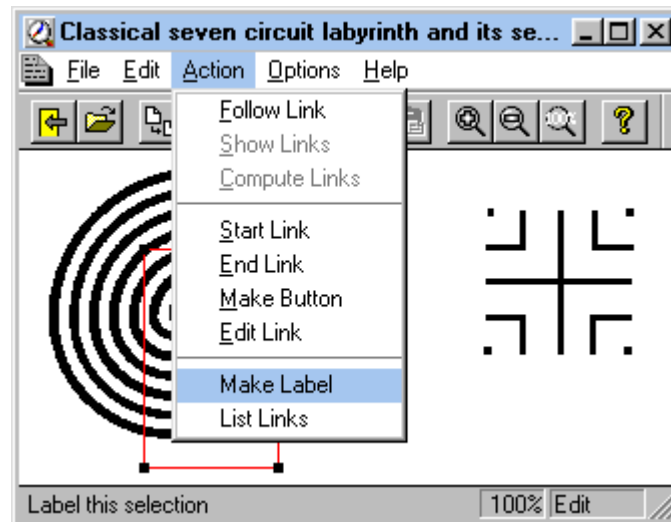 Classical seven circuit labyrinth and its se...
File Edit Action Options Help
Follow Link
Show Links
Compute Links
Start Link
End Link
Make Button
Edit Link
Make Label
List Links
Label this selection 100% Edit